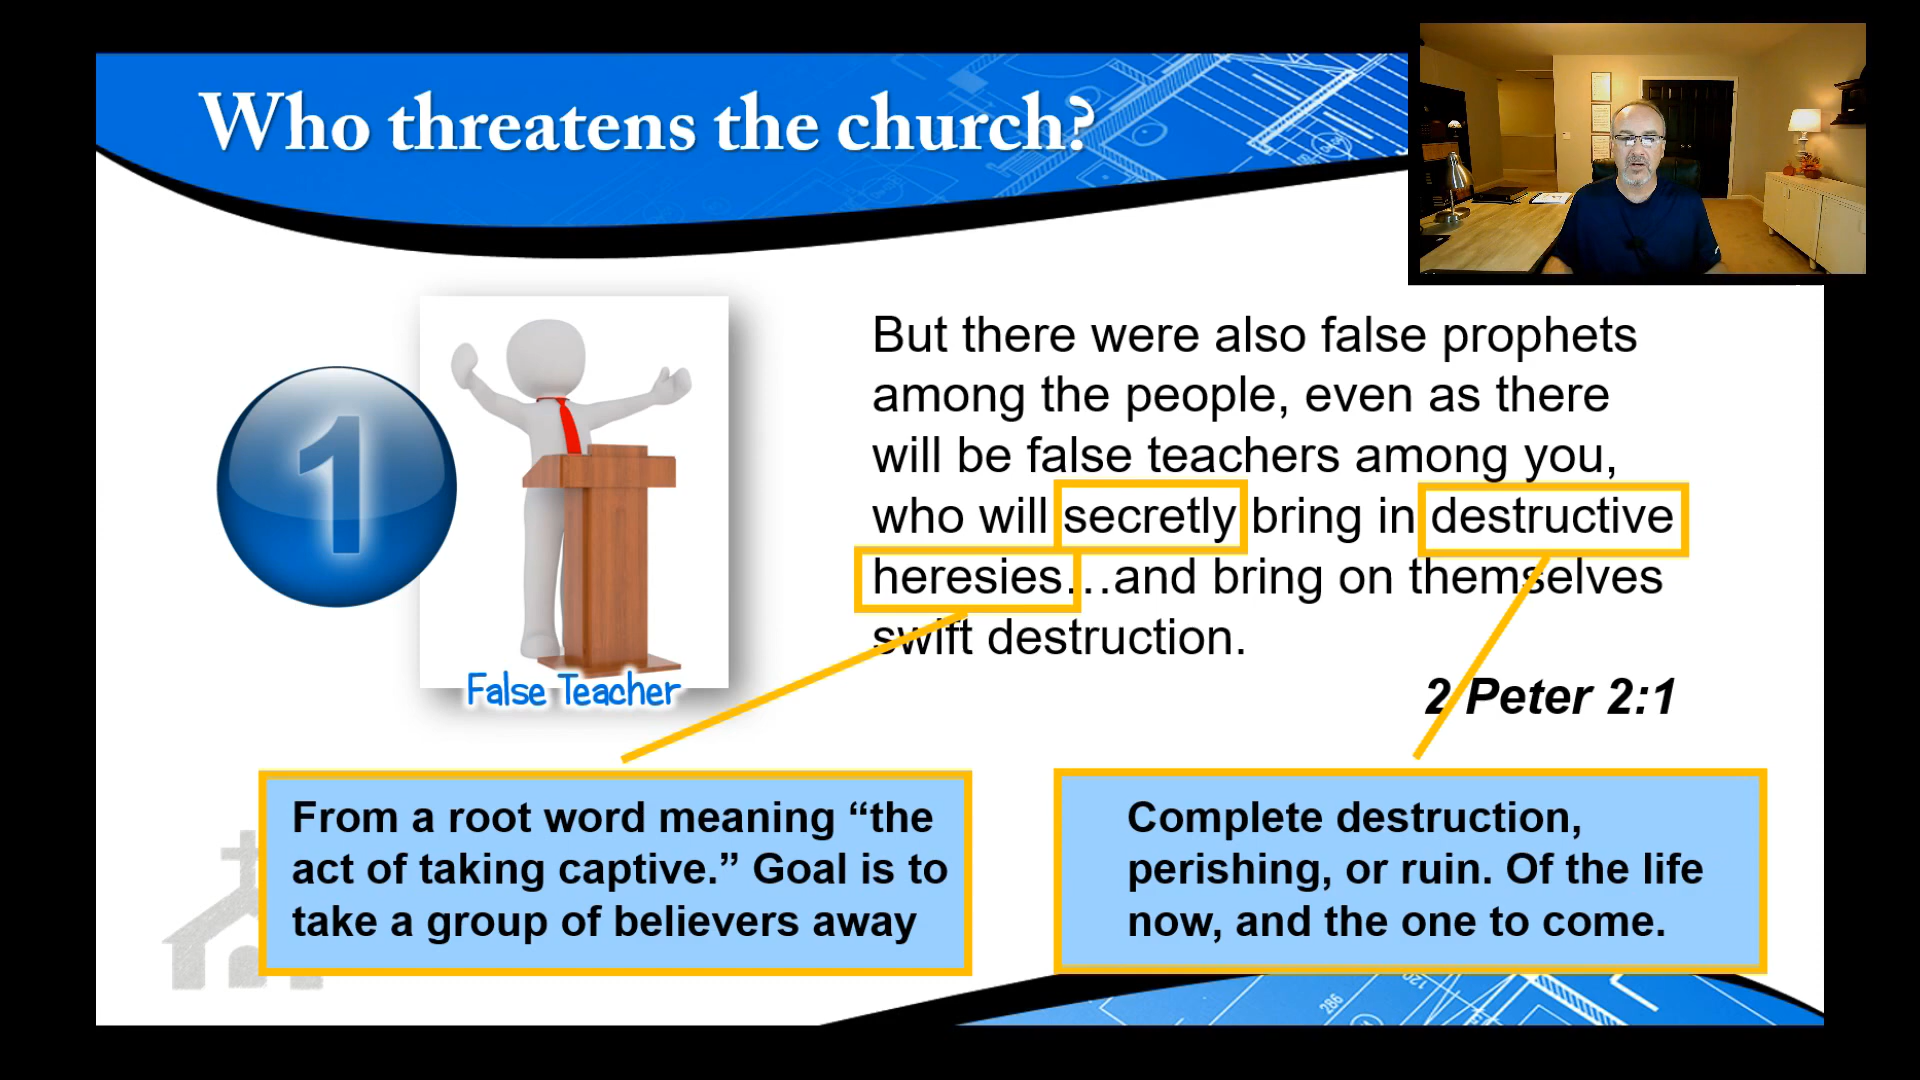 Who threatens the church?
1
False Teacher
But there were also false prophets
among the people, even as there
will be false teachers among you,
who will secretly bring in destructive
heresies…and bring on themselves
swift destruction.
2 Peter 2:1
From a root word meaning “the
act of taking captive.” Goal is to
take a group of believers away
Complete destruction,
perishing, or ruin. Of the life
now, and the one to come.
286
120